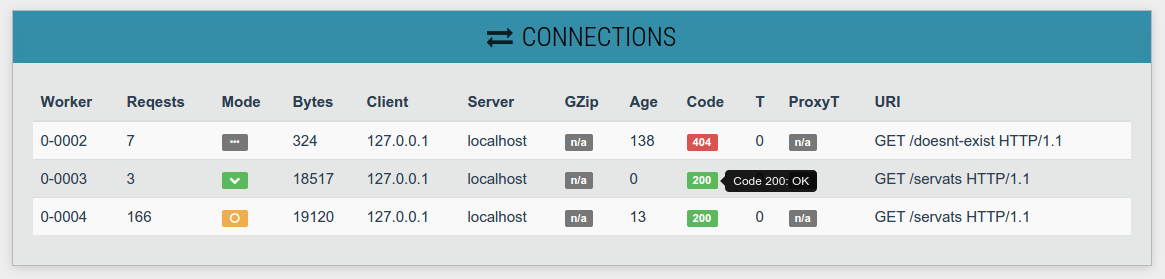 CONNECTIONS
Worker Reqests Mode Bytes Client Server GZip Age Code T ProxyT URI
0-0002 7 324 127.0.0.1 localhost n/a 138 404 0 n/a GET /doesnt-exist HTTP/1.1
0-0003 3 18517 127.0.0.1 localhost n/a 0 200 Code 200: OK GET /servats HTTP/1.1
0-0004 166 19120 127.0.0.1 localhost n/a 13 200 0 n/a GET /servats HTTP/1.1